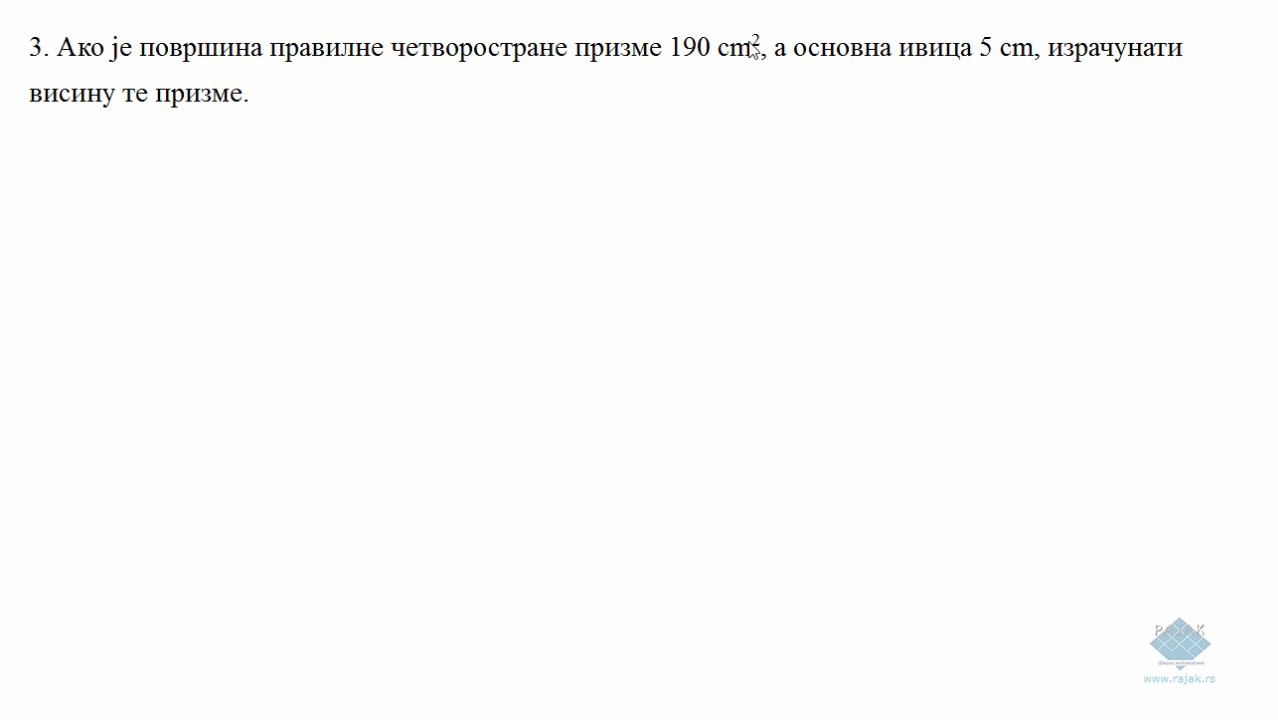 3. Ако је површина правилне четворостране призме 190 cm², а основна ивица 5 cm, израчунати
висину те призме.
РАЈАК
www.rajak.rs